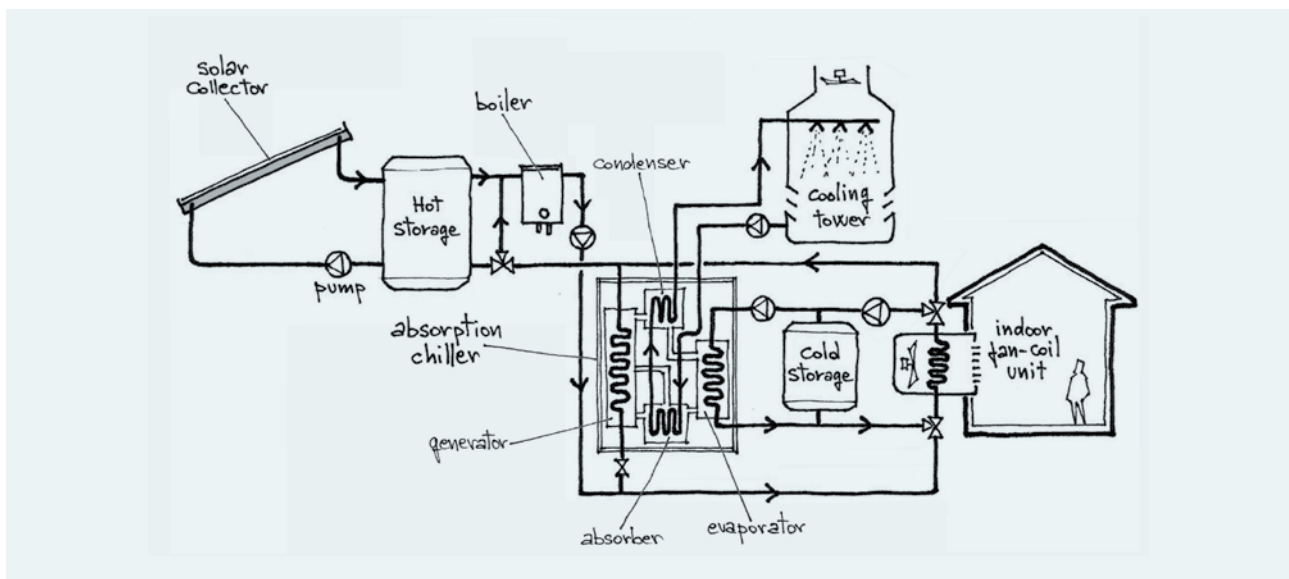 solar
collector
boiler
condenser
Hot
storage
cooling
tower
pump
absorption
chiller
cold
storage
indoor
fan-coil
unit
generator
absorber
evaporator